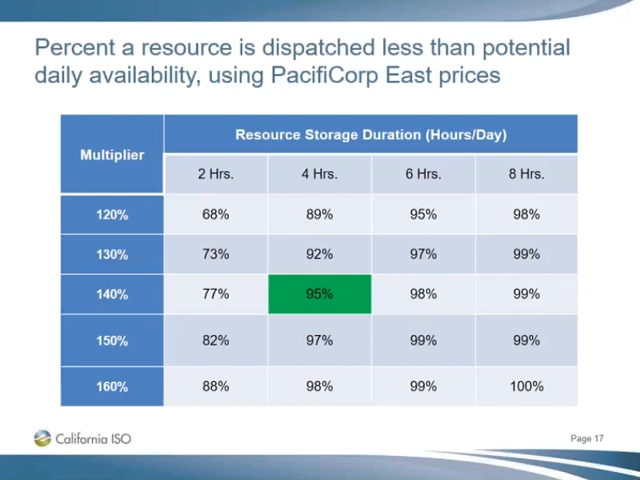 Percent a resource is dispatched less than potential
daily availability, using PacifiCorp East prices
Multiplier
Resource Storage Duration (Hours/Day)
2 Hrs. 4 Hrs. 6 Hrs. 8 Hrs.
120% 68% 89% 95% 98%
130% 73% 92% 97% 99%
140% 77% 95% 98% 99%
150% 82% 97% 99% 99%
160% 88% 98% 99% 100%
California ISO
Page 17